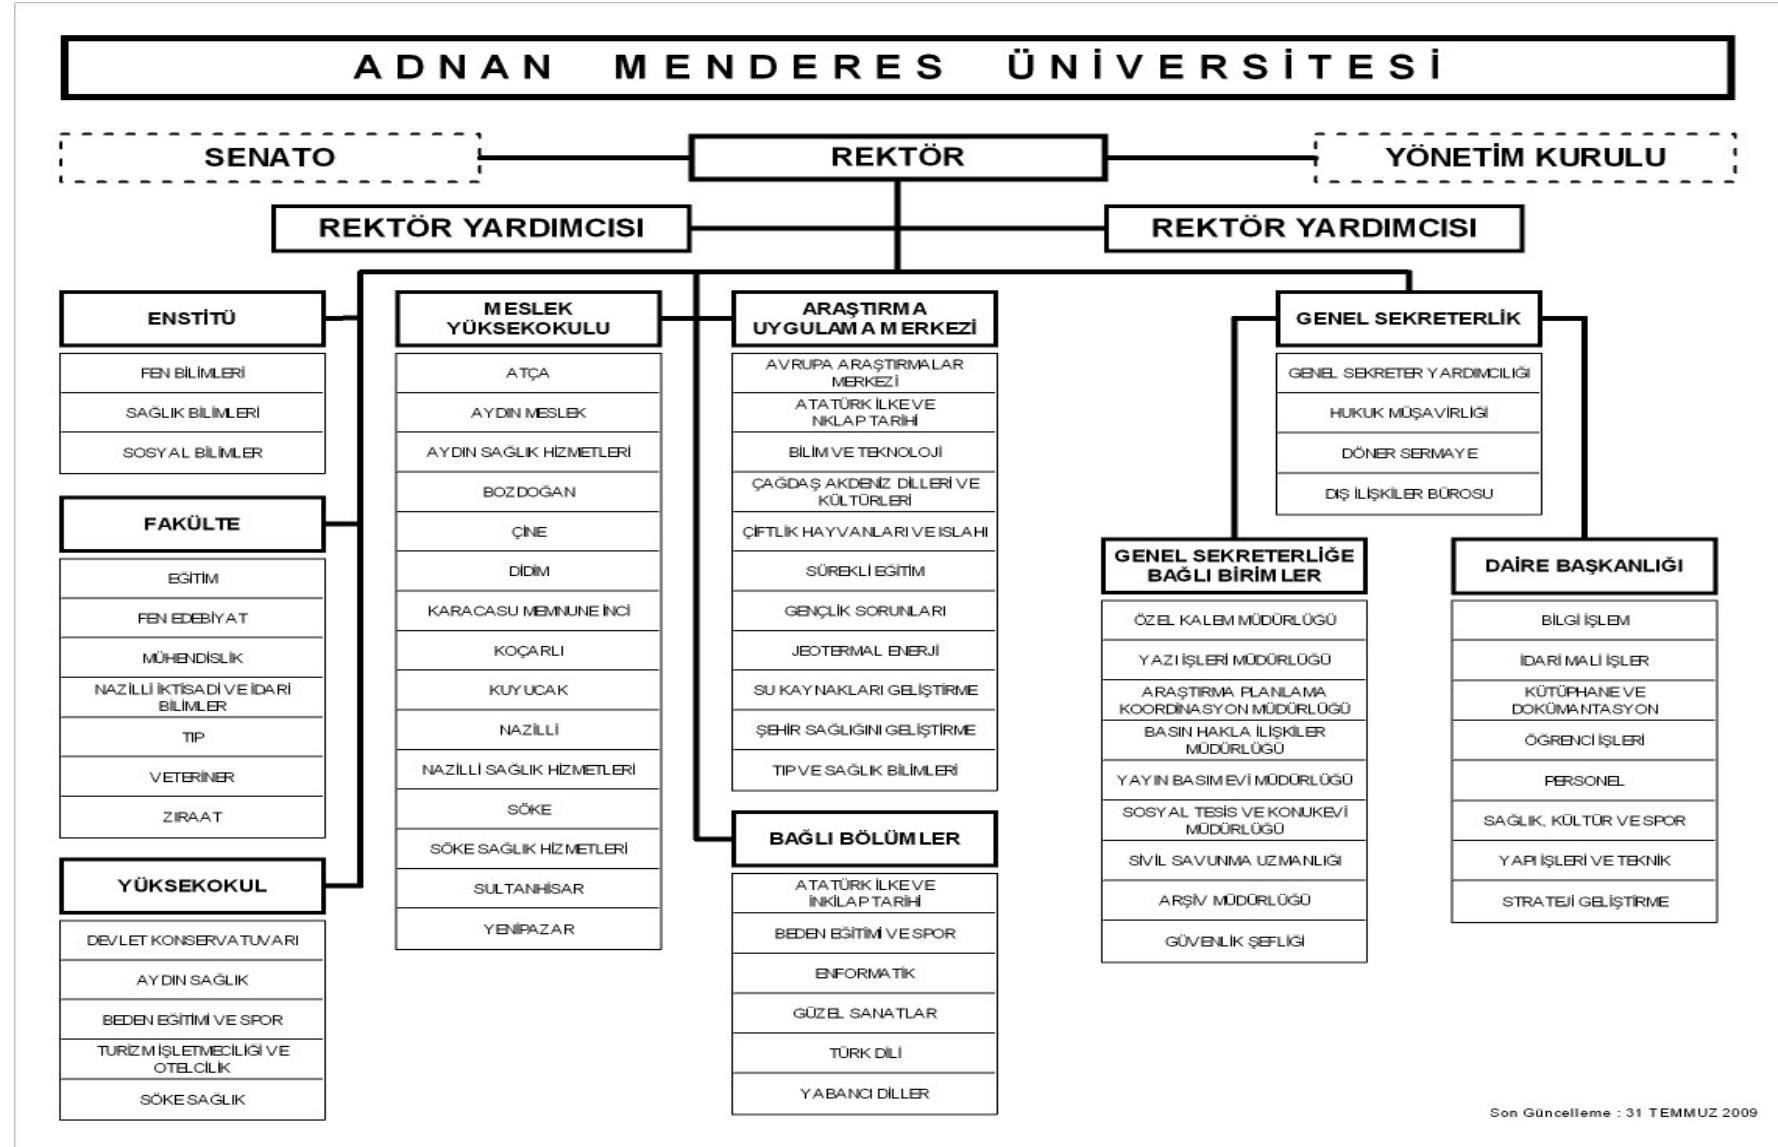 ADNAN MENDERES ÜNİVERSİTESİ
SENATO
REKTÖR
YÖNETİM KURULU
REKTÖR YARDIMCISI
REKTÖR YARDIMCISI
ENSTİTÜ
FEN BİLİMLERİ
SAĞLIK BİLİMLERİ
SOSYAL BİLİMLER
FAKÜLTE
EĞİTİM
FEN EDEBİYAT
MÜHENDİSLİK
NAZİLLİ İKTİSADİ VE İDARİ
BİLİMLER
TIP
VETERİNER
ZIRAAT
YÜKSEKOKUL
DEVLET KONSERVATUVARI
AYDIN SAĞLIK
BEDEN EĞİTİMİ VE SPOR
TURİZM İŞLETMECİLİĞİ VE
OTELCİLİK
SÖKE SAĞLIK
MESLEK
YÜKSEKOKULU
ATÇA
AYDIN MESLEK
AYDIN SAĞLIK HİZMETLERİ
BOZDOĞAN
ÇİNE
DİDİM
KARACASU MEMNUNE İNCİ
KOÇARLI
KUYUCAK
NAZİLLİ
NAZİLLİ SAĞLIK HİZMETLERİ
SÖKE
SÖKE SAĞLIK HİZMETLERİ
SULTANHİSAR
YENİPAZAR
ARAŞTIRMA
UYGULAMA MERKEZİ
AVRUPA ARAŞTIRMALAR
MERKEZİ
ATATÜRK İLKE VE
NKLAP TARİHİ
BİLİM VE TEKNOLOJİ
ÇAĞDAŞ AKDENİZ DİLLERİ VE
KÜLTÜRLERİ
ÇİFTLİK HAYVANLARI VE ISLAHI
SÜREKLİ EĞİTİM
GENÇLİK SORUNLARI
JEOTERMAL ENERJİ
SU KAYNAKLARI GELİŞTİRME
ŞEHİR SAĞLIĞINI GELİŞTİRME
TIP VE SAĞLIK BİLİMLERİ
BAĞLI BÖLÜMLER
ATATÜRK İLKE VE
İNKİLAP TARİHİ
BEDEN EĞİTİMİ VE SPOR
ENFORMATİK
GÜZEL SANATLAR
TÜRK DİLİ
YABANCI DİLLER
GENEL SEKRETERLİK
GENEL SEKRETER YARDIMCILIĞI
HUKUK MÜŞAVİRLİĞİ
DÖNER SERMAYE
DIŞ İLİŞKİLER BÜROSU
GENEL SEKRETERLİĞE
BAĞLI BİRİMLER
ÖZEL KALEM MÜDÜRLÜĞÜ
YAZI İŞLERİ MÜDÜRLÜĞÜ
ARAŞTIRMA PLANLAMA
KOORDİNASYON MÜDÜRLÜĞÜ
BASIN HAKLA İLİŞKİLER
MÜDÜRLÜĞÜ
YAYIN BASIM EVİ MÜDÜRLÜĞÜ
SOSYAL TESİS VE KONUKEVİ
MÜDÜRLÜĞÜ
SİVİL SAVUNMA UZMANLIĞI
ARŞİV MÜDÜRLÜĞÜ
GÜVENLİK ŞEFLİĞİ
DAİRE BAŞKANLIĞI
BİLGİ İŞLEM
İDARİ MALİ İŞLER
KÜTÜPHANE VE
DOKÜMANTASYON
ÖĞRENCİ İŞLERİ
PERSONEL
SAĞLIK, KÜLTÜR VE SPOR
YAPI İŞLERİ VE TEKNİK
STRATEJİ GELİŞTİRME
Son Güncelleme : 31 TEMMUZ 2009